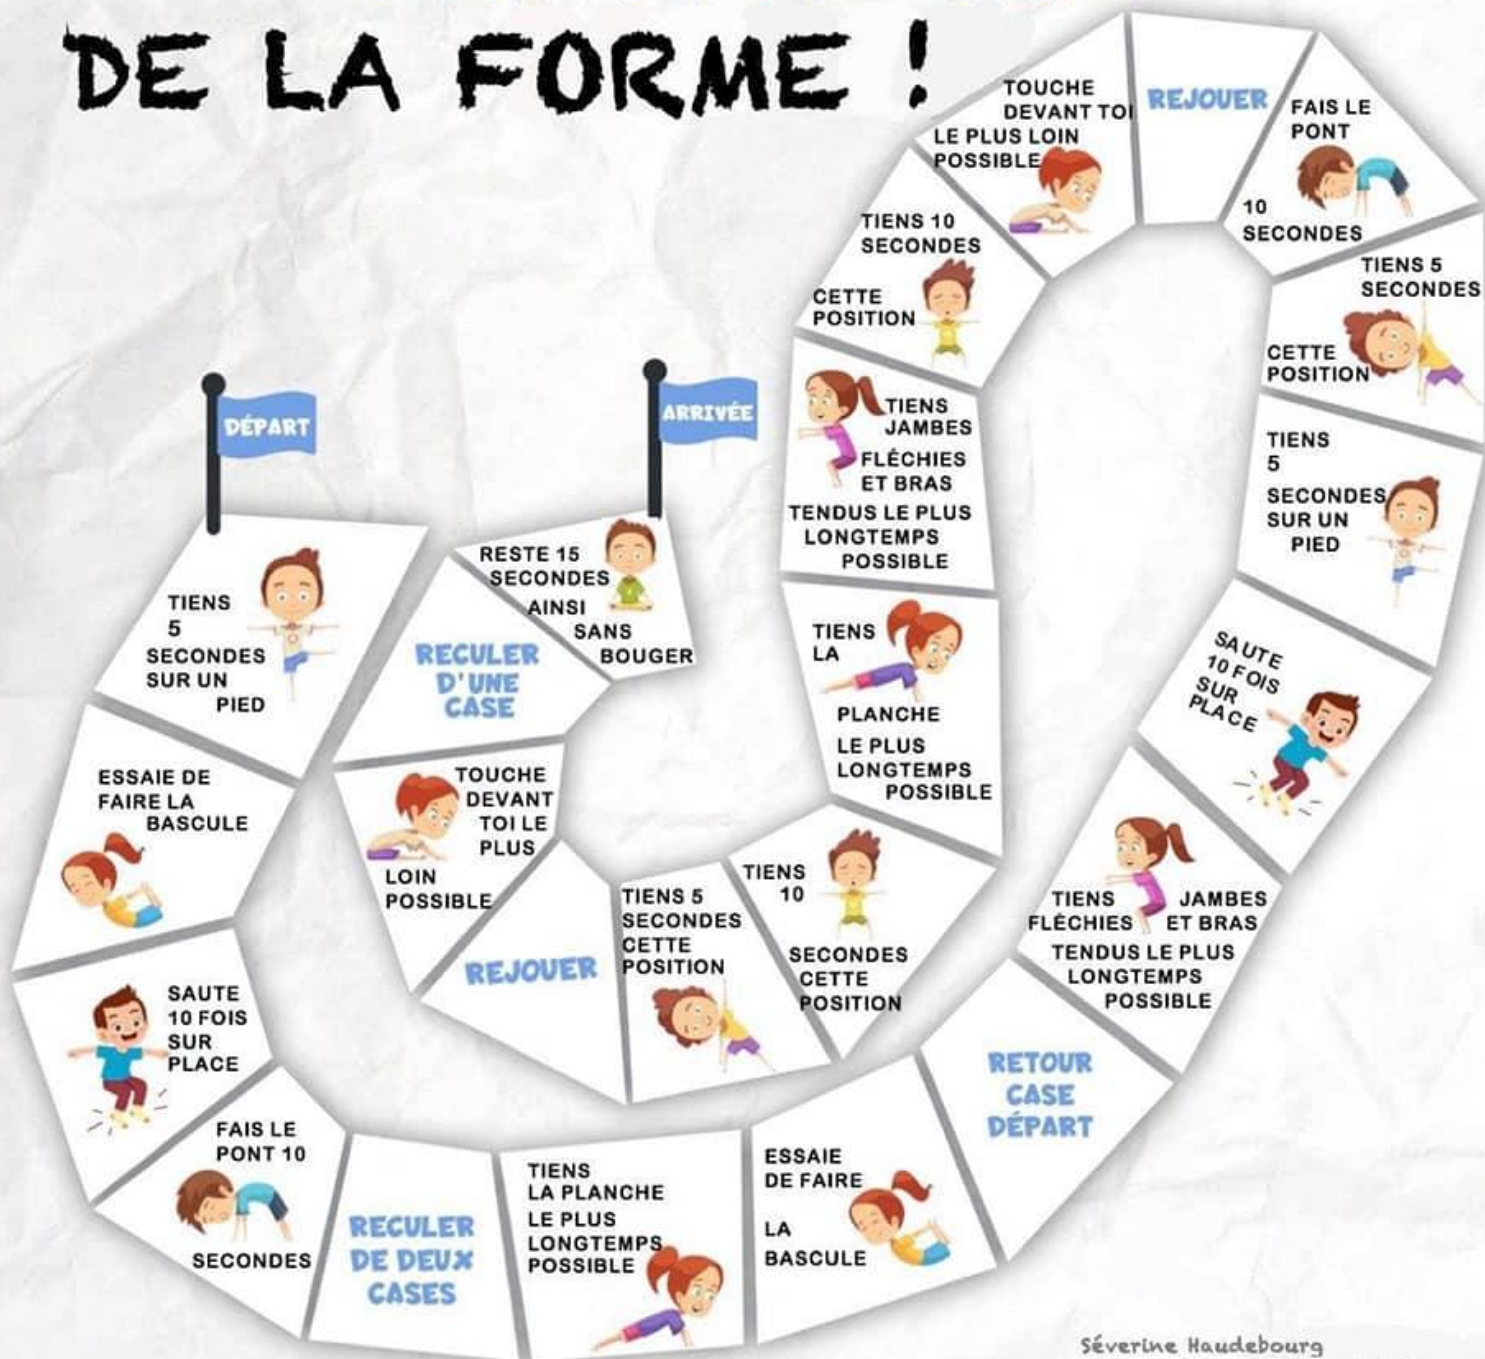 DE LA FORME !
DÉPART
TIENS
5
SECONDES
SUR UN
PIED
ESSAIE DE
FAIRE LA
BASCULE
SAUTE
10 FOIS
SUR
PLACE
FAIS LE
PONT 10
SECONDES
RECULER
DE DEUX
CASES
TIENS
LA PLANCHE
LE PLUS
LONGTEMPS
POSSIBLE
ESSAIE
DE FAIRE
LA
BASCULE
RETOUR
CASE
DÉPART
TIENS JAMBES
FLÉCHIES ET BRAS
TENDUS LE PLUS
LONGTEMPS
POSSIBLE
SAUTE
10 FOIS
SUR
PLACE
TIENS
5
SECONDES
SUR UN
PIED
TIENS 5
SECONDES
CETTE
POSITION
FAIS LE
PONT
10
SECONDES
REJOUER
TOUCHE
DEVANT TOI
LE PLUS LOIN
POSSIBLE
TIENS 10
SECONDES
CETTE
POSITION
TIENS
JAMBES
FLÉCHIES
ET BRAS
TENDUS LE PLUS
LONGTEMPS
POSSIBLE
TIENS
LA
PLANCHE
LE PLUS
LONGTEMPS
POSSIBLE
TIENS
10
SECONDES
CETTE
POSITION
TIENS 5
SECONDES
CETTE
POSITION
REJOUER
TOUCHE
DEVANT
TOI LE
PLUS
LOIN
POSSIBLE
RECULER
D'UNE
CASE
RESTE 15
SECONDES
AINSI
SANS
BOUGER
ARRIVÉE
Séverine Haudebourg